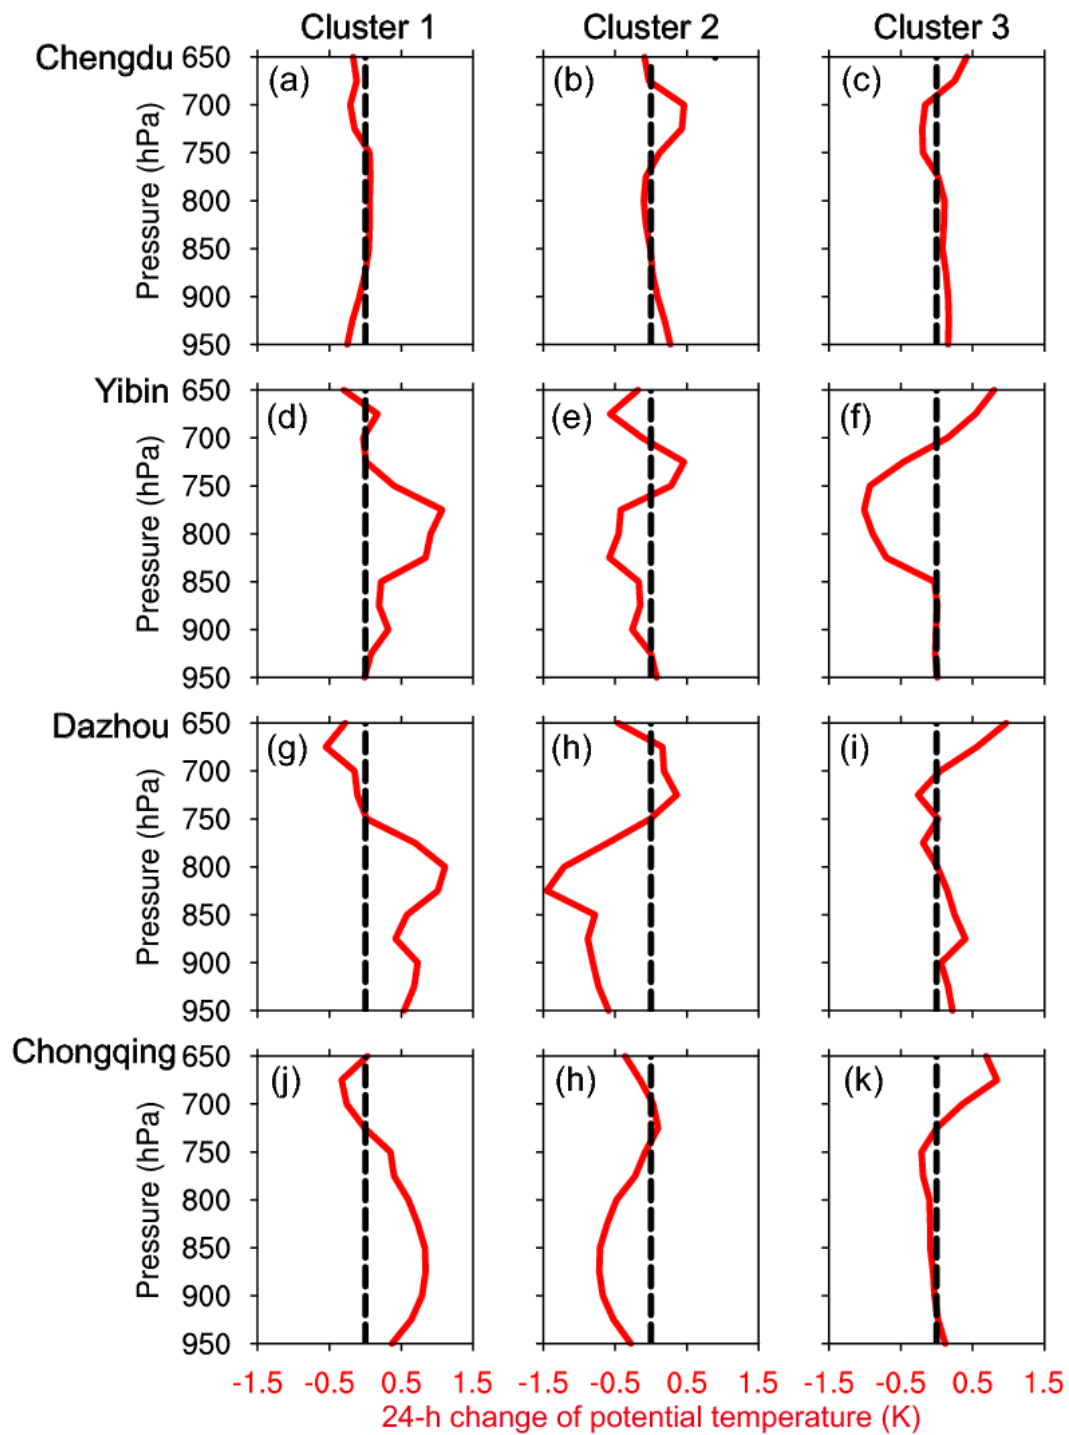 Cluster 1 Cluster 2 Cluster 3
Chengdu
Pressure (hPa)
650
700
750
800
850
900
950
(a) (b) (c)
Yibin
Pressure (hPa)
650
700
750
800
850
900
950
(d) (e) (f)
Dazhou
Pressure (hPa)
650
700
750
800
850
900
950
(g) (h) (i)
Chongqing
Pressure (hPa)
650
700
750
800
850
900
950
(j) (h) (k)
-1.5 -0.5 0.5 1.5 -1.5 -0.5 0.5 1.5 -1.5 -0.5 0.5 1.5
24-h change of potential temperature (K)